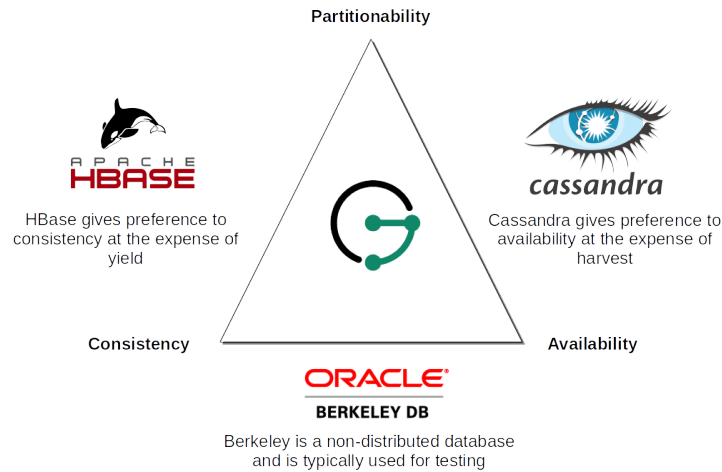 Partitionability
APACHE
HBASE
HBase gives preference to
consistency at the expense of
yield
cassandra
Cassandra gives preference to
availability at the expense of
harvest
Consistency
Availability
ORACLE®
BERKELEY DB
Berkeley is a non-distributed database
and is typically used for testing